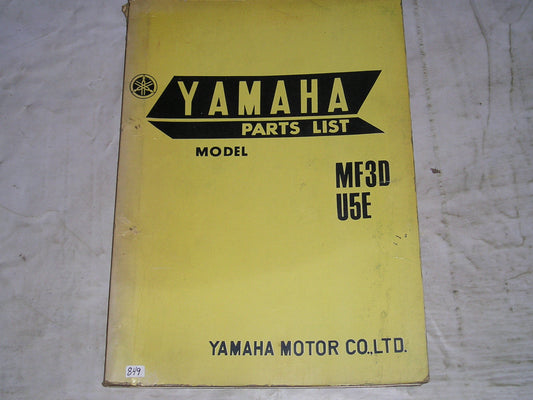 YAMAHA
PARTS LIST
MODEL
MF3D
U5E
YAMAHA MOTOR CO.,LTD.
849